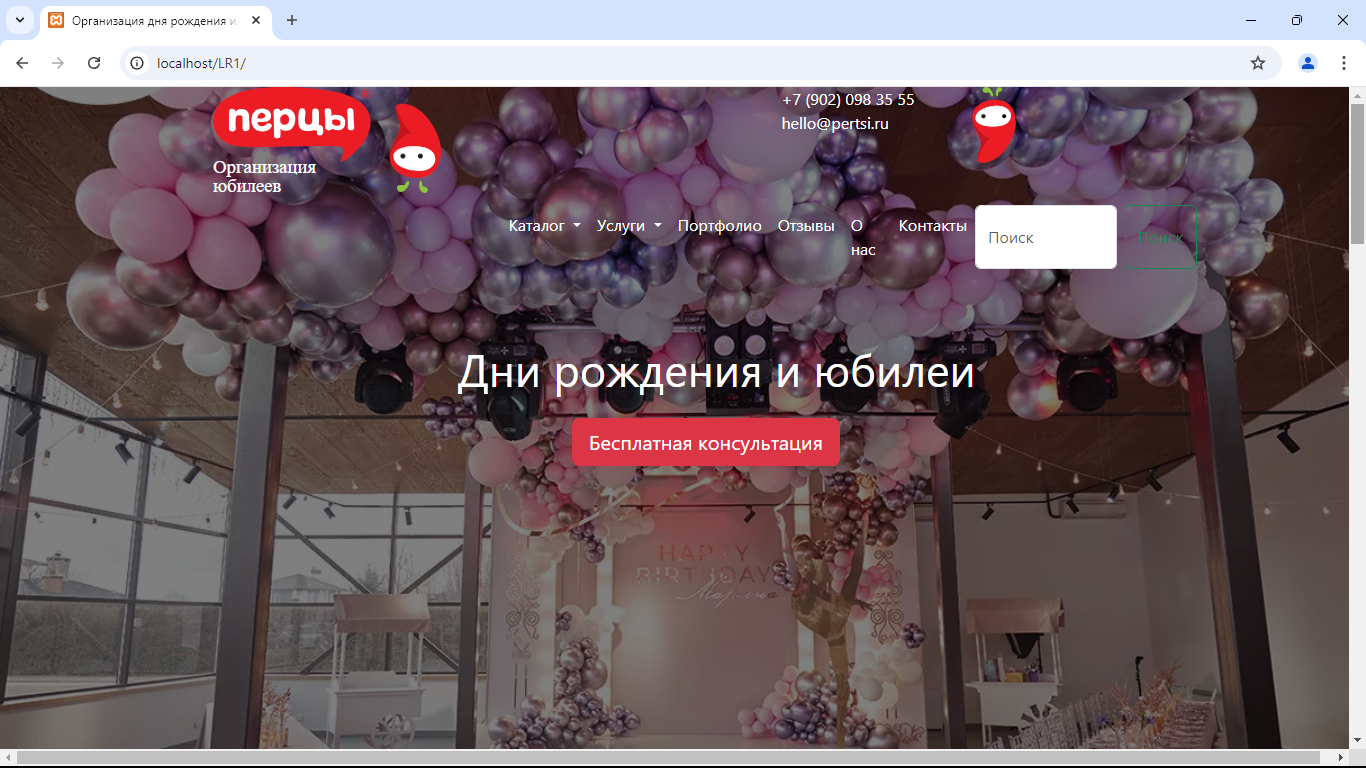 Организация дня рождения и
localhost/LR1/
перцы
Организация
юбилеев
+7 (902) 098 35 55
hello@pertsi.ru
Каталог Услуги Портфолио Отзывы О нас Контакты Поиск Поиск
Дни рождения и юбилеи
Бесплатная консультация
HAPPY
BIRTHDAY
Марьяна